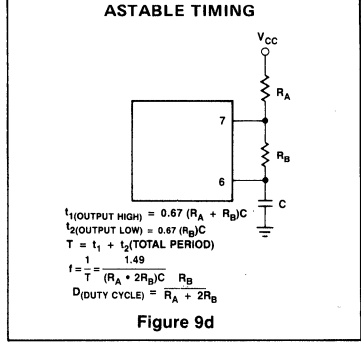 ASTABLE TIMING
VCC
RA
7
RB
6
C
t1(OUTPUT HIGH) = 0.67 (RA + RB)C
t2(OUTPUT LOW) = 0.67 (RB)C
T = t1 + t2(TOTAL PERIOD)
f = 1/T = 1.49/(RA • 2RB)C
D(DUTY CYCLE) = RB/RA + 2RB
Figure 9d